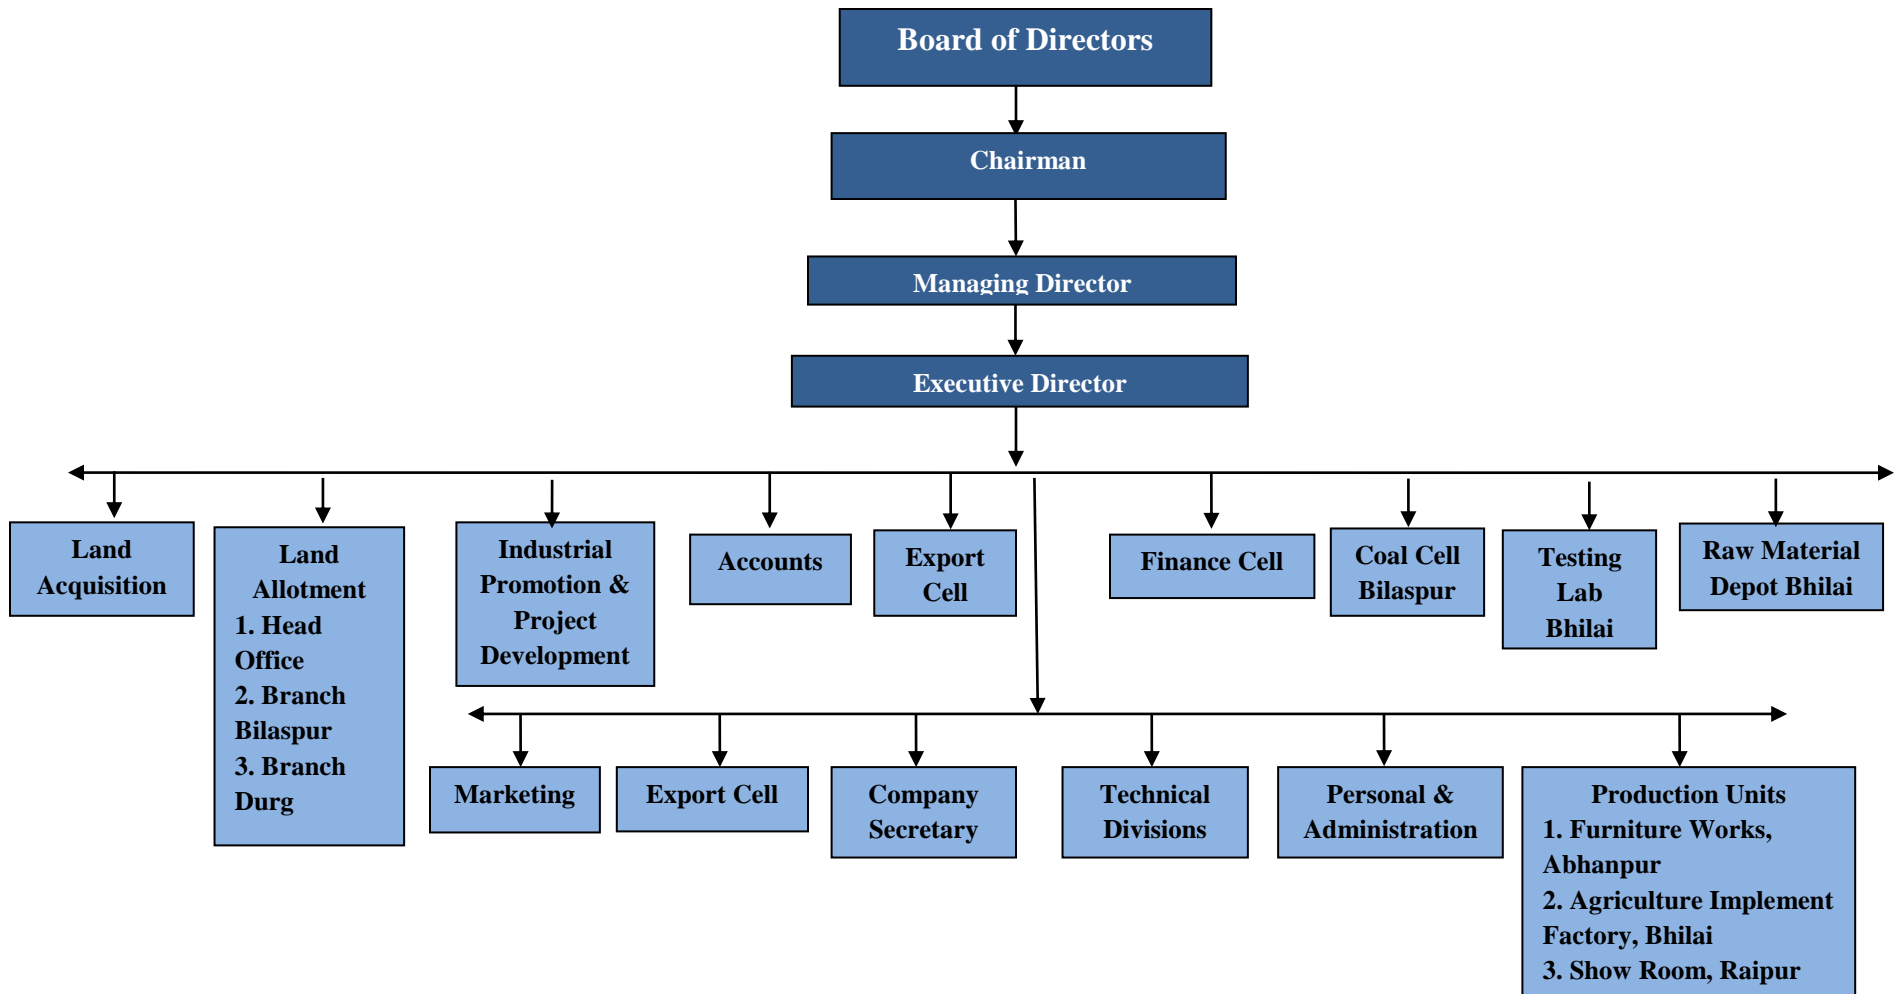 Board of Directors
Chairman
Managing Director
Executive Director
Land
Acquisition
Land
Allotment
1. Head
Office
2. Branch
Bilaspur
3. Branch
Durg
Industrial
Promotion &
Project
Development
Accounts
Export
Cell
Finance Cell
Coal Cell
Bilaspur
Testing
Lab
Bhilai
Raw Material
Depot Bhilai
Marketing
Export Cell
Company
Secretary
Technical
Divisions
Personal &
Administration
Production Units
1. Furniture Works,
Abhanpur
2. Agriculture Implement
Factory, Bhilai
3. Show Room, Raipur